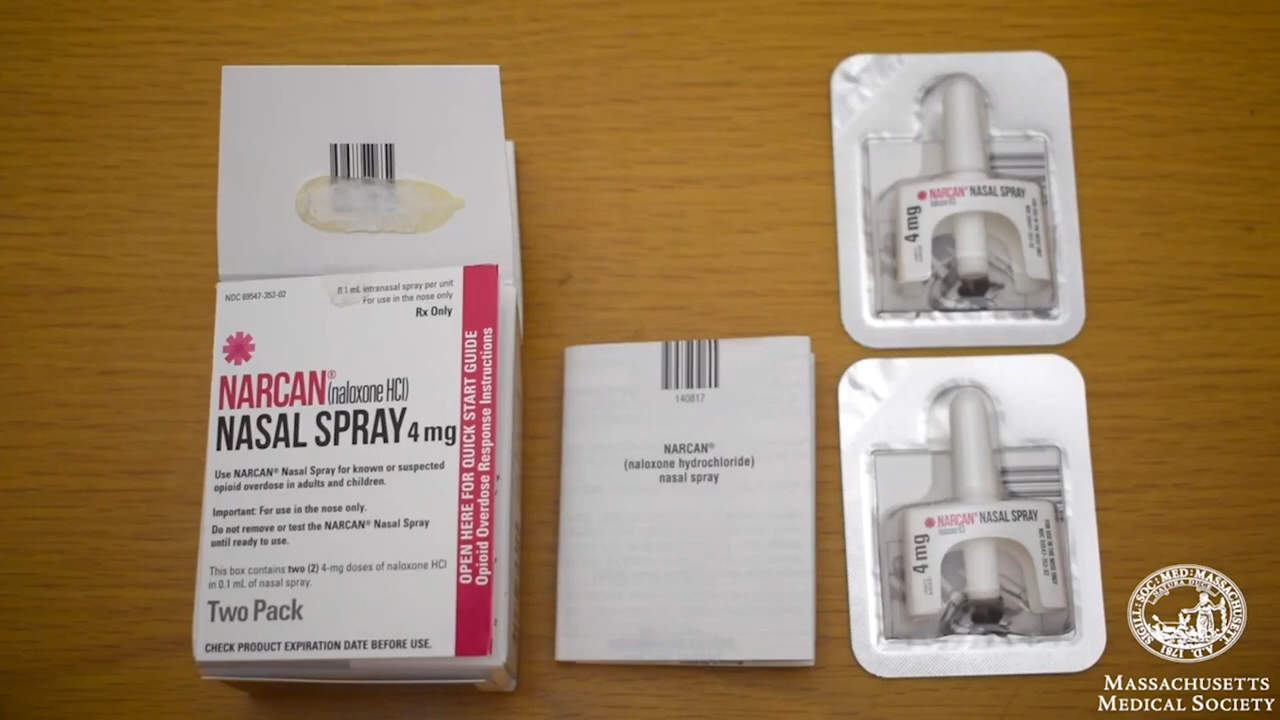 NDC 69547-353-02
0.1 mL intranasal spray per unit
For use in the nose only
Rx Only
NARCAN® (naloxone HCl)
NASAL SPRAY 4 mg
Use NARCAN® Nasal Spray for known or suspected
opioid overdose in adults and children.
Important: For use in the nose only.
Do not remove or test the NARCAN® Nasal Spray
until ready to use.
This box contains two (2) 4-mg doses of naloxone HCl
in 0.1 mL of nasal spray.
Two Pack
CHECK PRODUCT EXPIRATION DATE BEFORE USE.
OPEN HERE FOR QUICK START GUIDE
Opioid Overdose Response Instructions
140617
NARCAN®
(naloxone hydrochloride)
nasal spray
NARCAN® NASAL SPRAY
4 mg
NARCAN® NASAL SPRAY
4 mg
SIGILL: SOC: MED: MASSACHUSETT
A.D. 1781
MASSACHUSETTS
MEDICAL SOCIETY